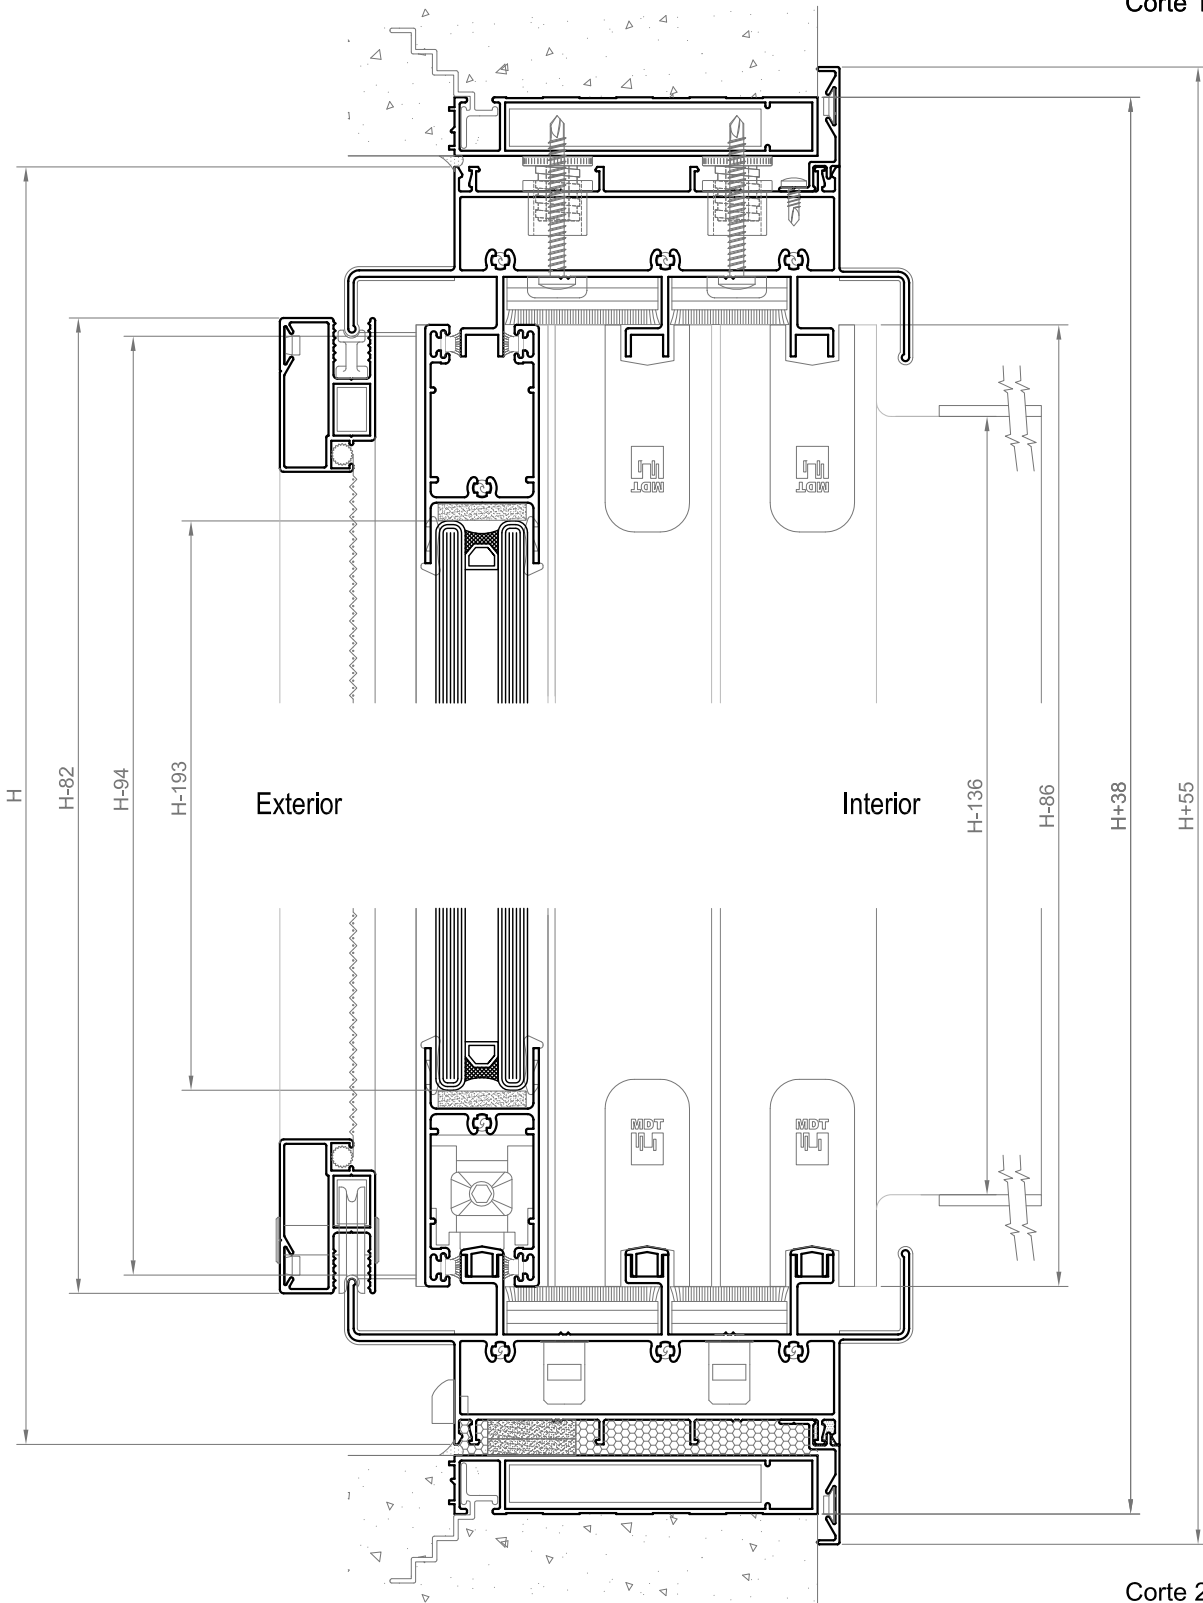 Corte 1
MDT
MDT
H
H-82
H-94
H-193
Exterior
Interior
H-136
H-86
H+38
H+55
MDT
MDT
Corte 2